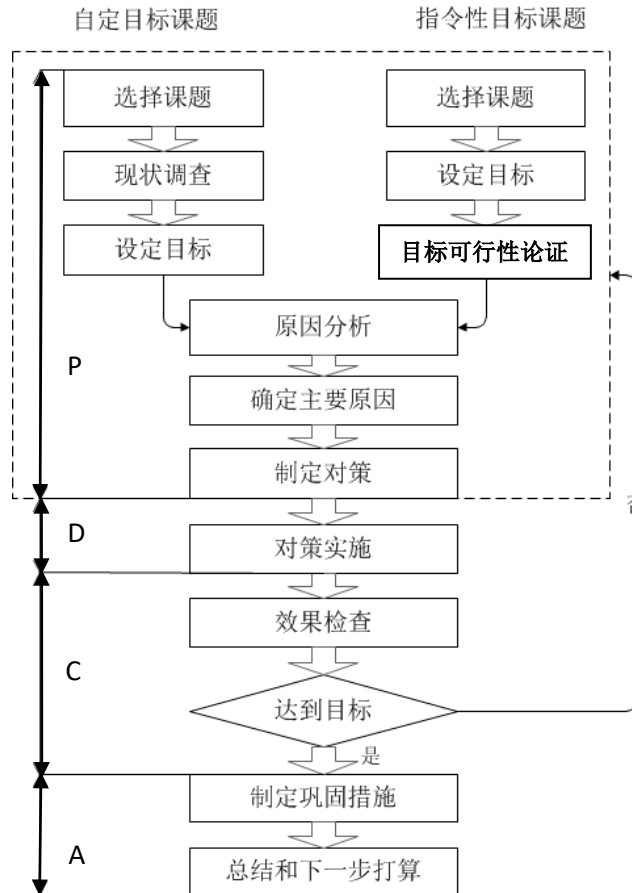 自定目标课题
指令性目标课题
选择课题
选择课题
现状调查
设定目标
设定目标
目标可行性论证
原因分析
P
确定主要原因
制定对策
D
对策实施
效果检查
C
达到目标
是
制定巩固措施
A
总结和下一步打算